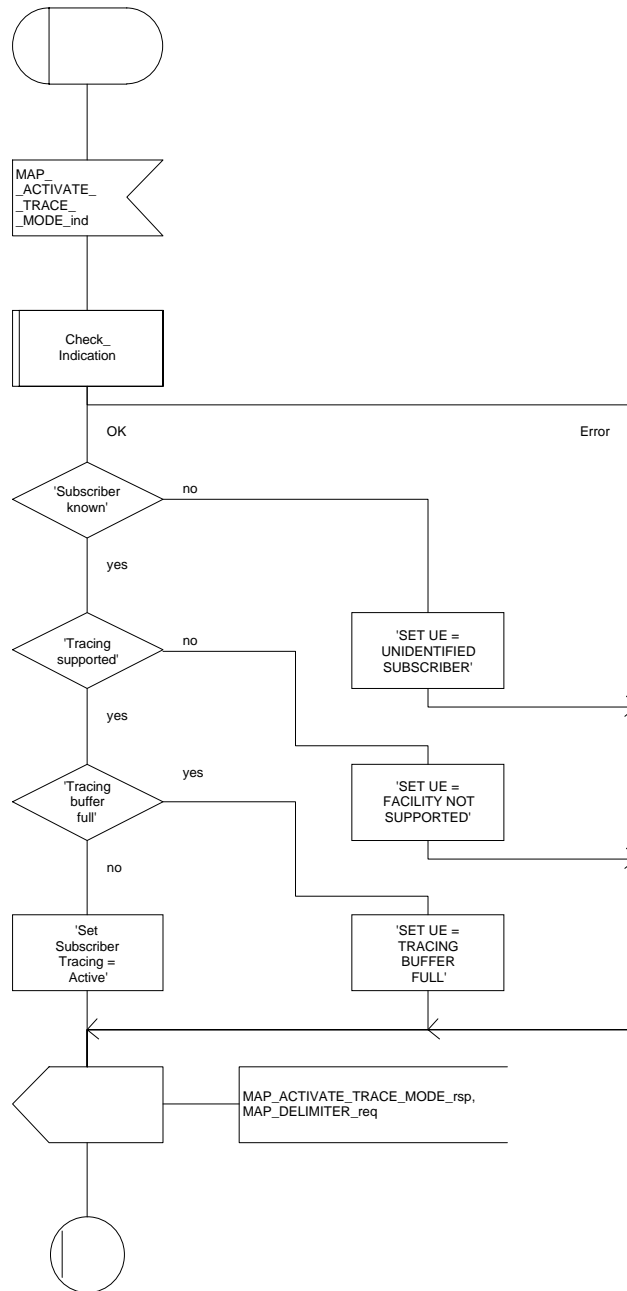 MAP_
_ACTIVATE_
_TRACE_
_MODE_ind
Check_
Indication
OK
Error
'Subscriber
known'
no
yes
'Tracing
supported'
no
'SET UE =
UNIDENTIFIED
SUBSCRIBER'
yes
'Tracing
buffer
full'
yes
'SET UE =
FACILITY NOT
SUPPORTED'
no
'Set
Subscriber
Tracing =
Active'
'SET UE =
TRACING
BUFFER
FULL'
MAP_ACTIVATE_TRACE_MODE_rsp,
MAP_DELIMITER_req